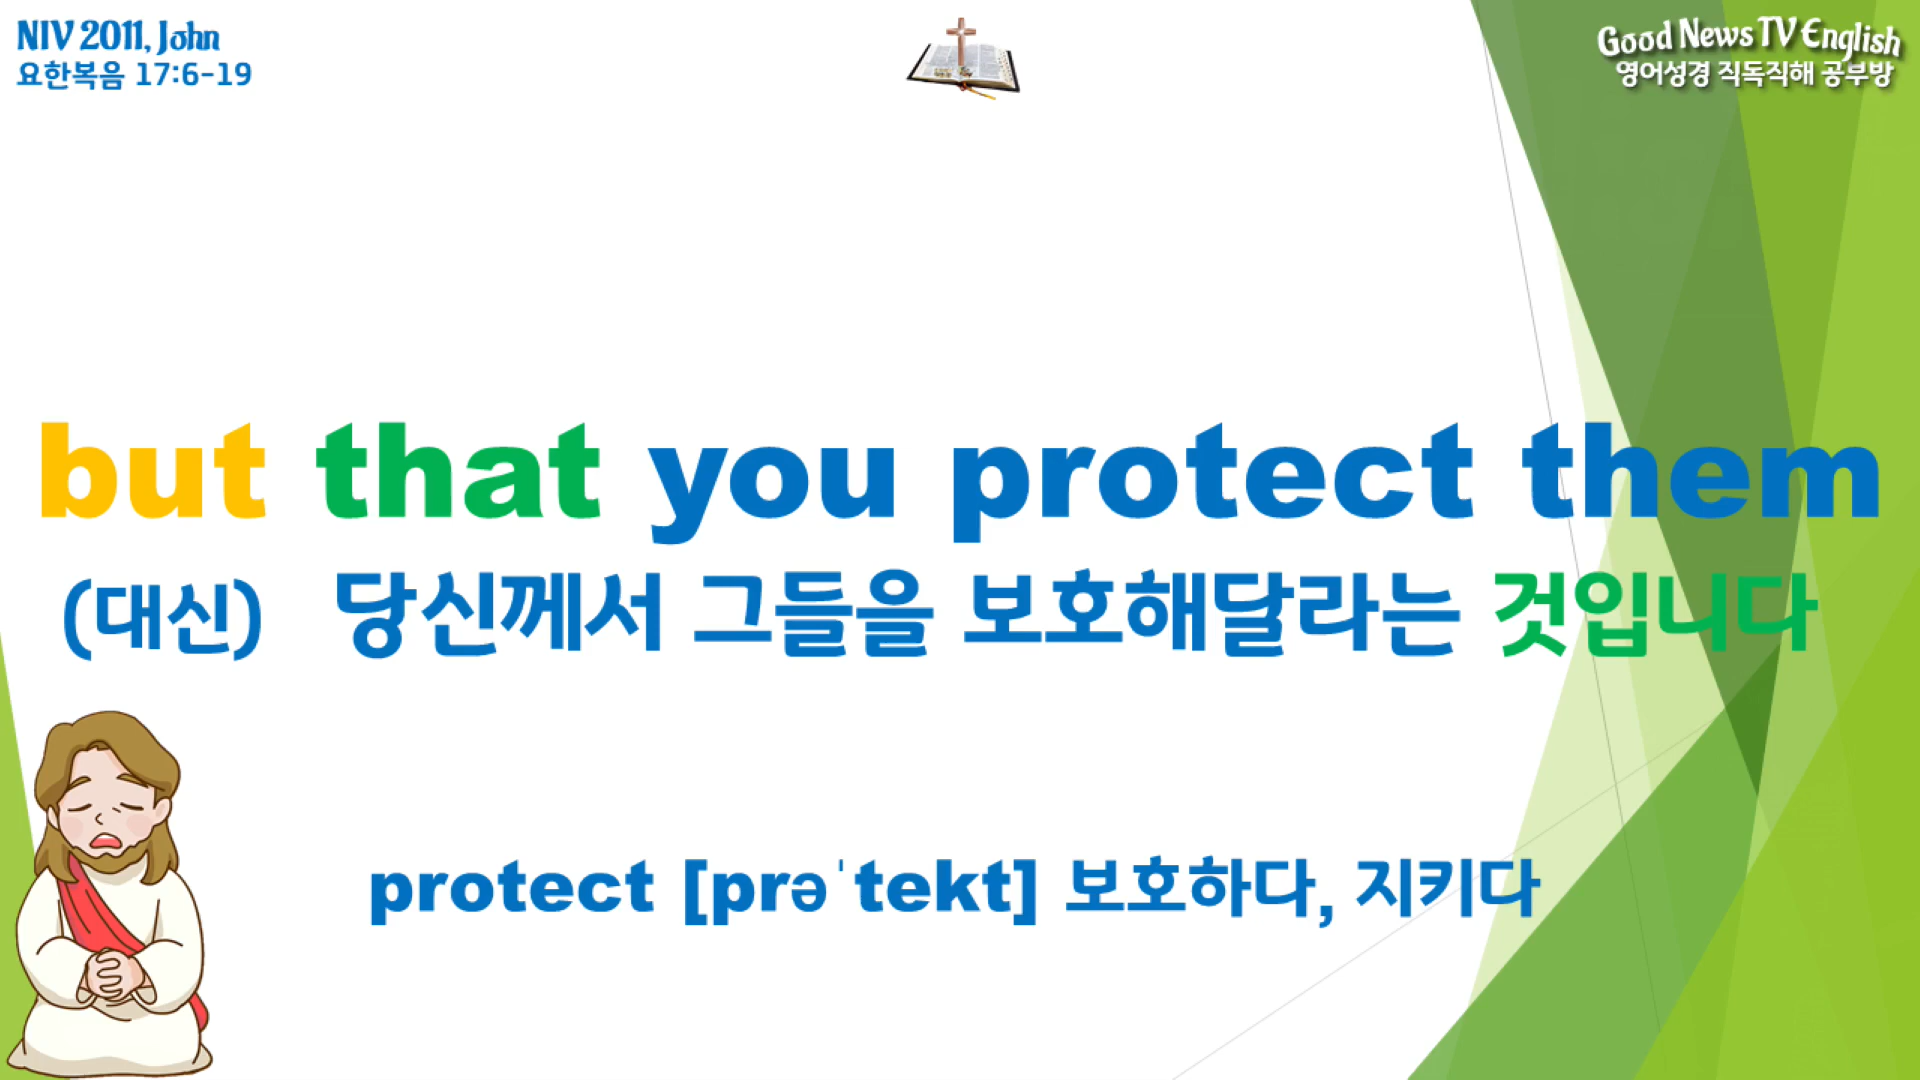 NIV 2011, John
요한복음 17:6-19
Good News TV English
영어성경 직독직해 공부방
but that you protect them
(대신) 당신께서 그들을 보호해달라는 것입니다
protect [prəˈtekt] 보호하다, 지키다